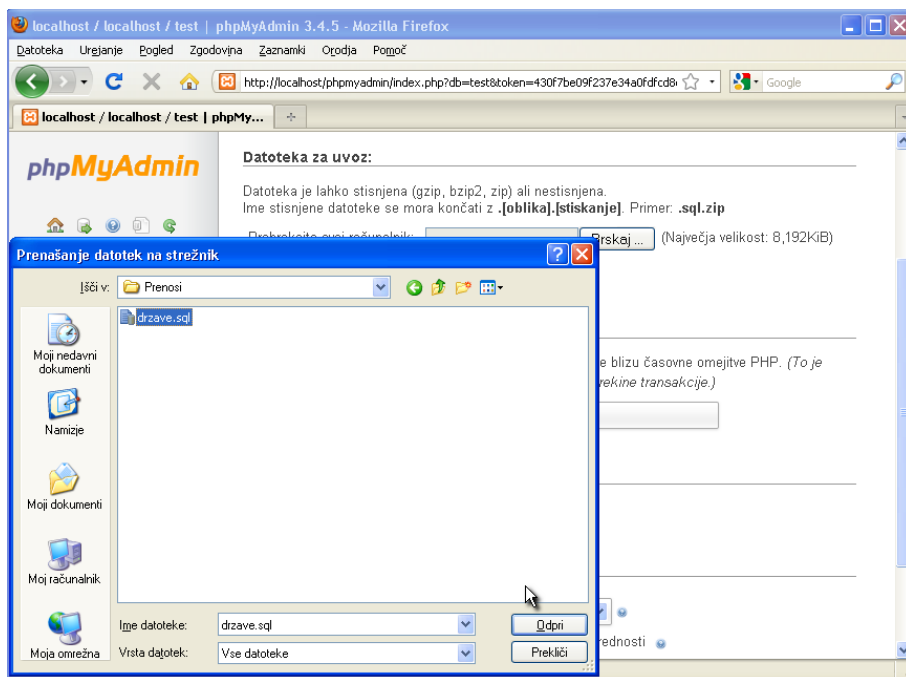 localhost / localhost / test | phpMyAdmin 3.4.5 - Mozilla Firefox
Datoteka Urejanje Pogled Zgodovina Zaznamki Orodja Pomoč
http://localhost/phpmyadmin/index.php?db=test&token=430f7be09f237e34a0fdfcd8 Google
localhost / localhost / test | phpMy...
phpMyAdmin
Datoteka za uvoz:
Datoteka je lahko stisnjena (gzip, bzip2, zip) ali nestisnjena.
Ime stisnjene datoteke se mora končati z .[oblika].[stiskanje]. Primer: .sql.zip
Prebrskajte svoj računalnik: Brskaj ... (Največja velikost: 8,192KiB)
Prenašanje datotek na strežnik
Išči v: Prenosi
drzave.sql
Moji nedavni dokumenti
Namizje
Moji dokumenti
Moj računalnik
Moja omrežna
e blizu časovne omejitve PHP. (To je
rekine transakcije.)
Ime datoteke: drzave.sql Odpri
Vrsta datotek: Vse datoteke Prekliči
rednosti